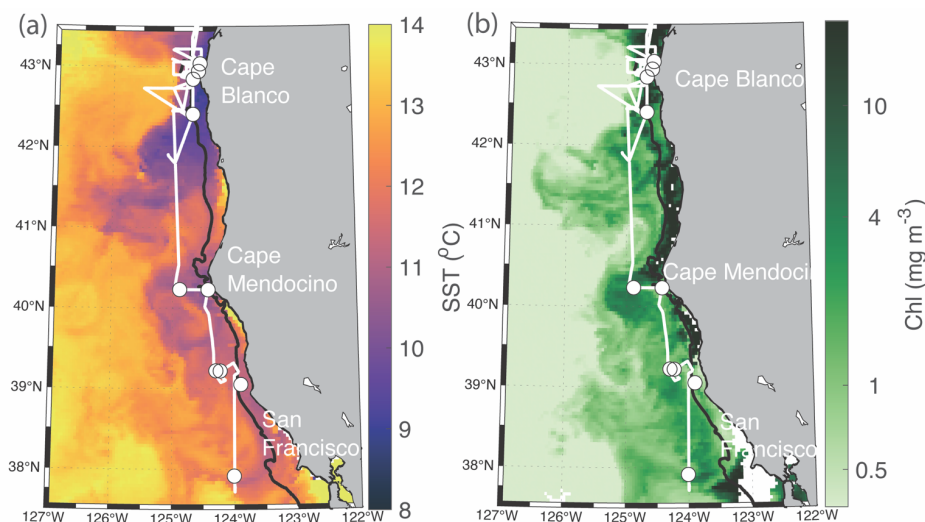 (a)
Cape
Blanco
Cape
Mendocino
San
Francisco
43°N
42°N
41°N
40°N
39°N
38°N
127°W
126°W
125°W
124°W
123°W
122°W
14
13
12
11
10
9
8
SST (⁰C)
(b)
Cape Blanco
Cape Mendoci
San
Francisco
43°N
42°N
41°N
40°N
39°N
38°N
127°W
126°W
125°W
124°W
123°W
122°W
10
4
1
0.5
Chl (mg m⁻³)